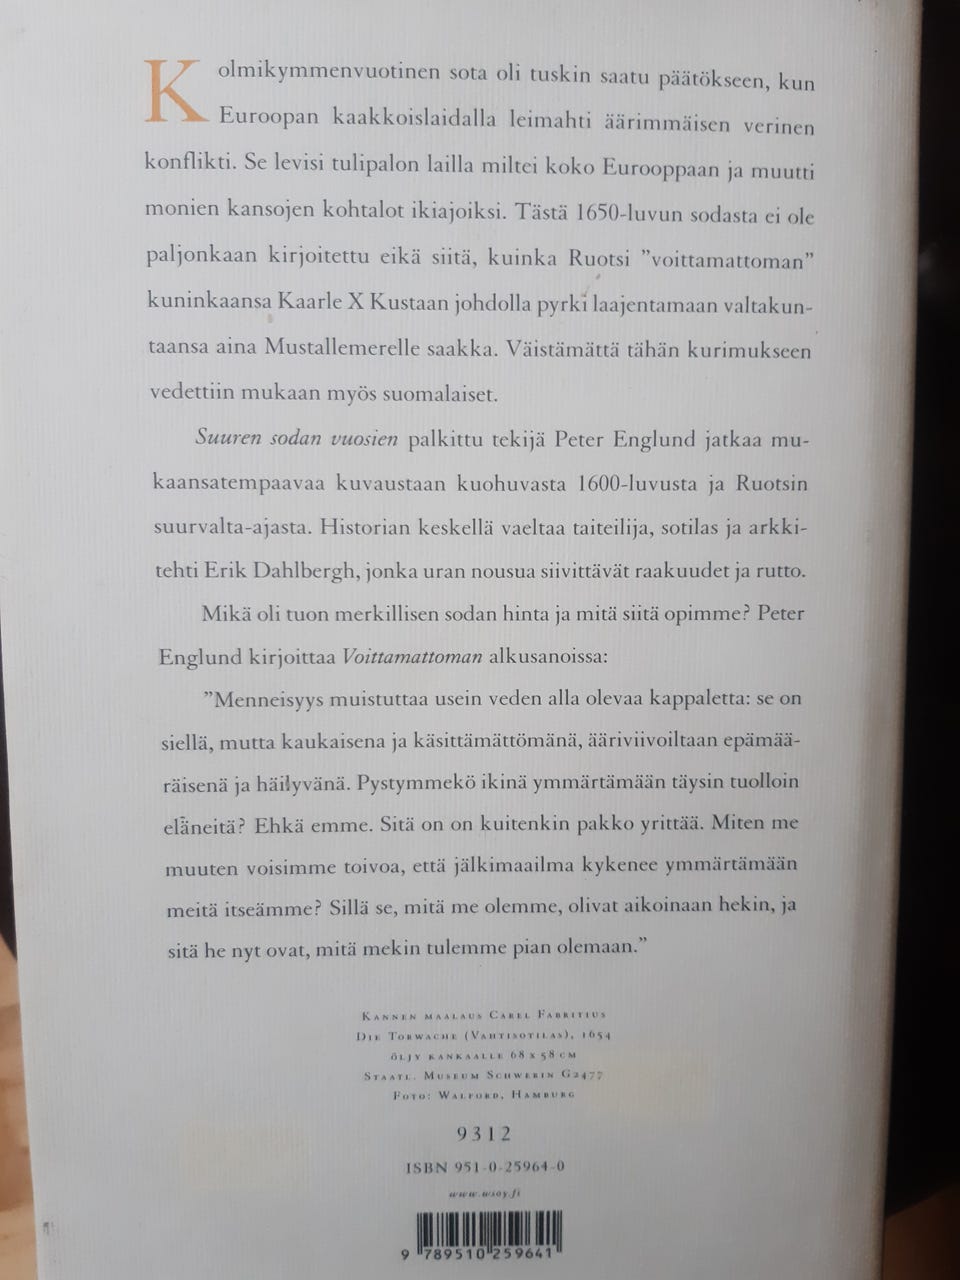 Kolmikymmenvuotinen sota oli tuskin saatu päätökseen, kun
Euroopan kaakkoislaidalla leimahti äärimmäisen verinen
konflikti. Se levisi tulipalon lailla miltei koko Eurooppaan ja muutti
monien kansojen kohtalot ikiajoiksi. Tästä 1650-luvun sodasta ei ole
paljonkaan kirjoitettu eikä siitä, kuinka Ruotsi ”voittamattoman”
kuninkaansa Kaarle X Kustaan johdolla pyrki laajentamaan valtakun-
taansa aina Mustallemerelle saakka. Väistämättä tähän kurimukseen
vedettiin mukaan myös suomalaiset.
Suuren sodan vuosien palkittu tekijä Peter Englund jatkaa mu-
kaansatempaavaa kuvaustaan kuohuvasta 1600-luvusta ja Ruotsin
suurvalta-ajasta. Historian keskellä vaeltaa taiteilija, sotilas ja arkki-
tehti Erik Dahlbergh, jonka uran nousua siivittävät raakuudet ja rutto.
Mikä oli tuon merkillisen sodan hinta ja mitä siitä opimme? Peter
Englund kirjoittaa Voittamattoman alkusanoissa:
”Menneisyys muistuttaa usein veden alla olevaa kappaletta: se on
siellä, mutta kaukaisena ja käsittämättömänä, ääriviivoiltaan epämää-
räisenä ja häilyvänä. Pystymmekö ikinä ymmärtämään täysin tuolloin
eläneitä? Ehkä emme. Sitä on on kuitenkin pakko yrittää. Miten me
muuten voisimme toivoa, että jälkimaailma kykenee ymmärtämään
meitä itseämme? Sillä se, mitä me olemme, olivat aikoinaan hekin, ja
sitä he nyt ovat, mitä mekin tulemme pian olemaan.”
Kannen maalaus Carel Fabritius
Die Torwache (Vahtisotilas), 1654
öljy kankaalle 68 x 58 cm
Staatl. Museum Schwerin G2477
Foto: Walford, Hamburg
9312
ISBN 951-0-25964-0
www.wsoy.fi
9 789510 259641